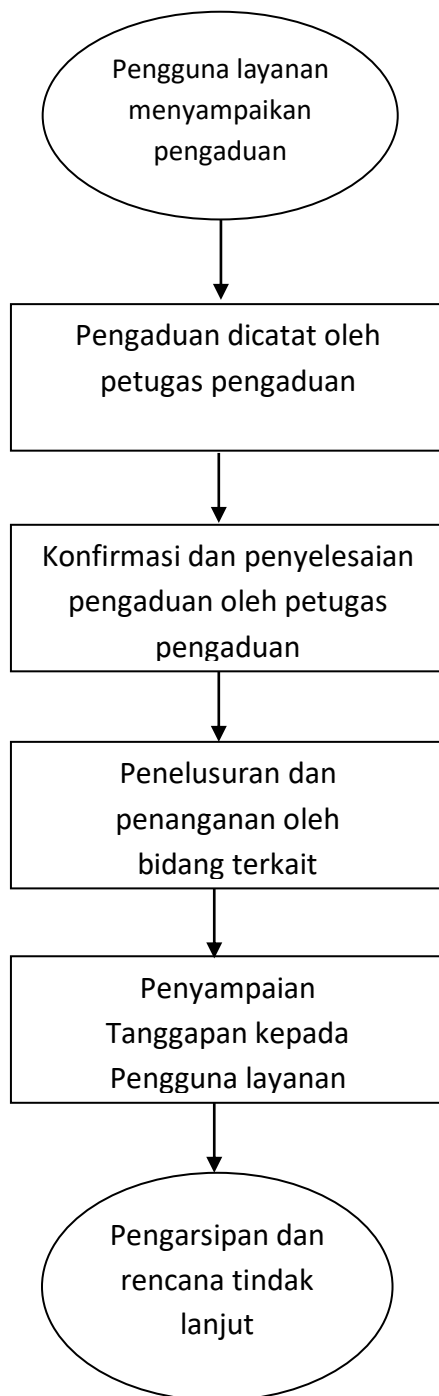 Pengguna layanan
menyampaikan
pengaduan
Pengaduan dicatat oleh
petugas pengaduan
Konfirmasi dan penyelesaian
pengaduan oleh petugas
pengaduan
Penelusuran dan
penanganan oleh
bidang terkait
Penyampaian
Tanggapan kepada
Pengguna layanan
Pengarsipan dan
rencana tindak
lanjut